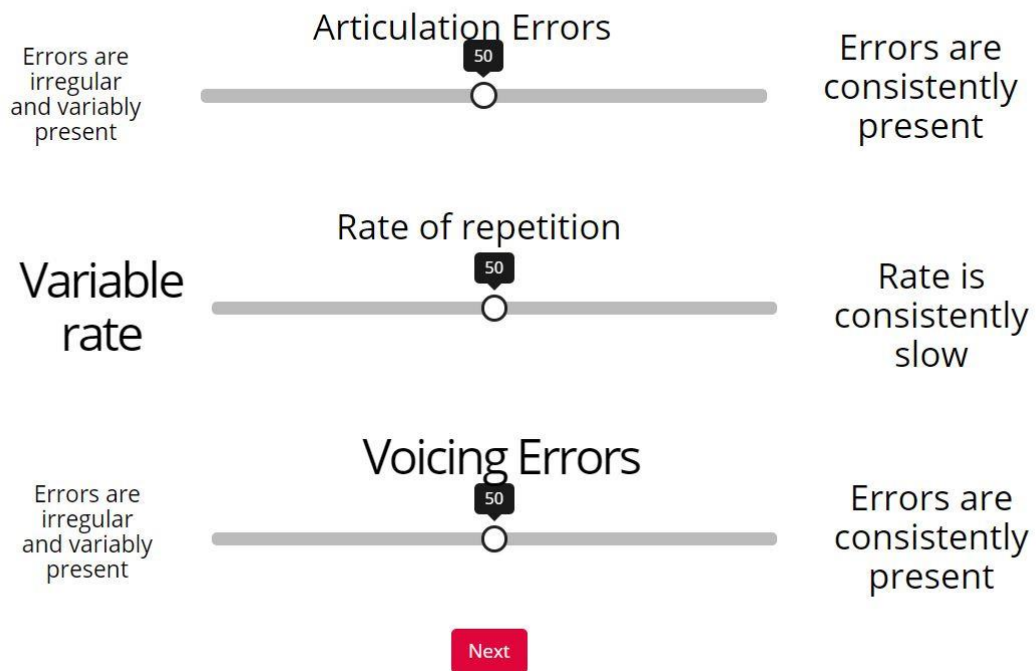 Articulation Errors
50
Errors are
irregular
and variably
present
Errors are
consistently
present
Rate of repetition
50
Variable
rate
Rate is
consistently
slow
Voicing Errors
50
Errors are
irregular
and variably
present
Errors are
consistently
present
Next